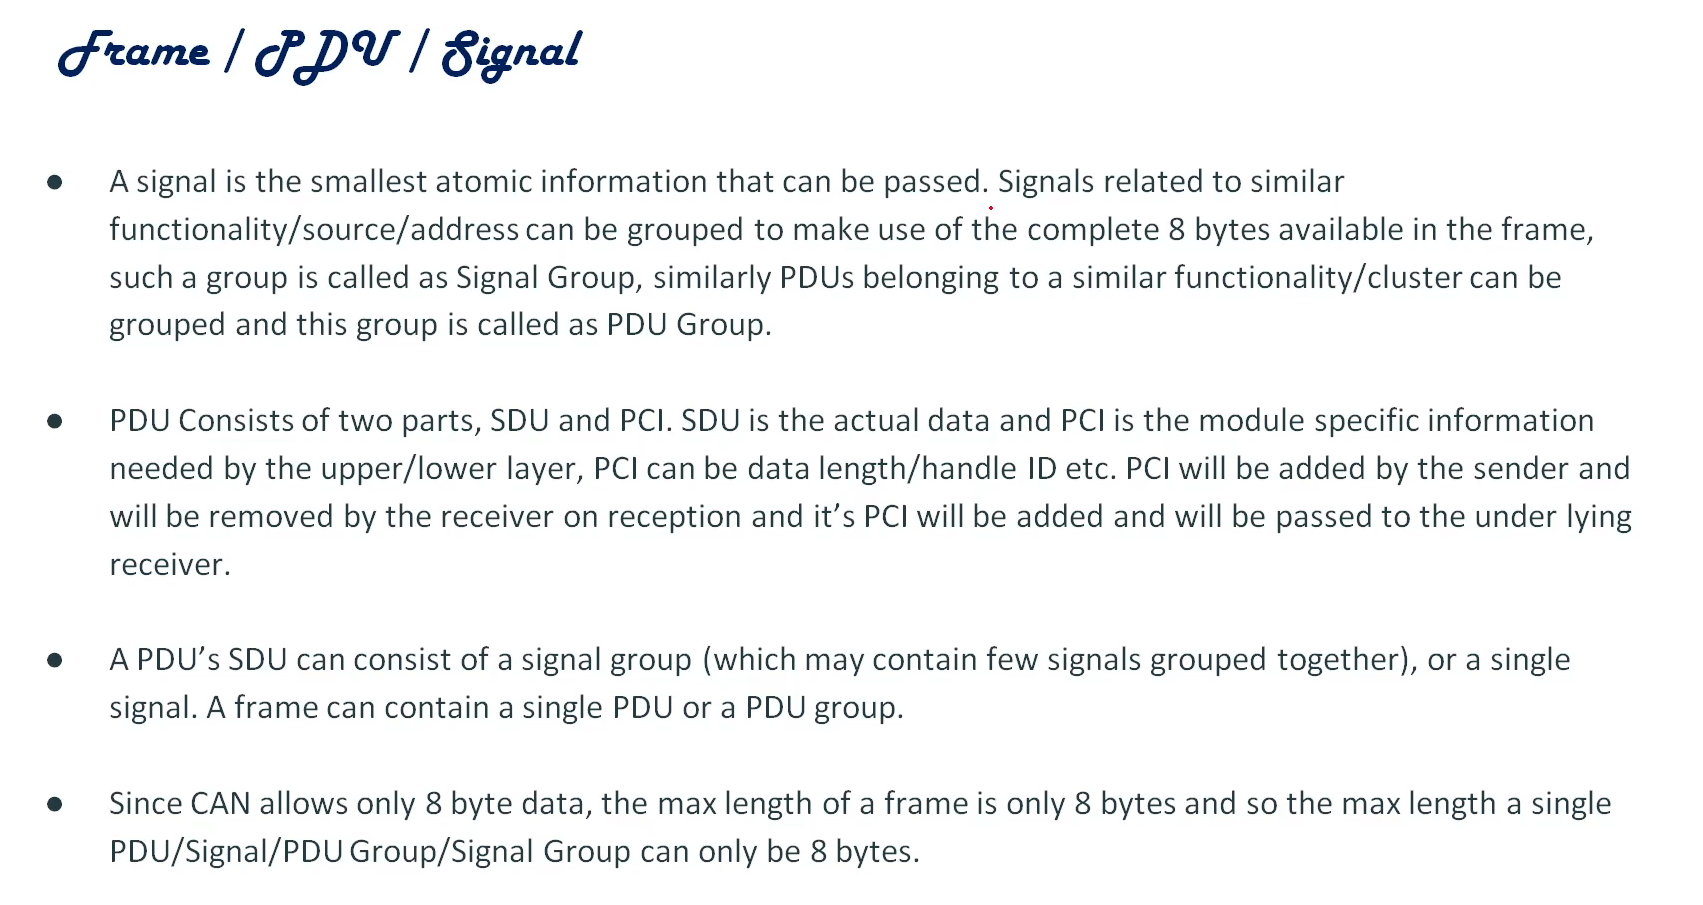 Frame / PDU / Signal
● A signal is the smallest atomic information that can be passed. Signals related to similar
functionality/source/address can be grouped to make use of the complete 8 bytes available in the frame,
such a group is called as Signal Group, similarly PDUs belonging to a similar functionality/cluster can be
grouped and this group is called as PDU Group.
● PDU Consists of two parts, SDU and PCI. SDU is the actual data and PCI is the module specific information
needed by the upper/lower layer, PCI can be data length/handle ID etc. PCI will be added by the sender and
will be removed by the receiver on reception and it’s PCI will be added and will be passed to the under lying
receiver.
● A PDU’s SDU can consist of a signal group (which may contain few signals grouped together), or a single
signal. A frame can contain a single PDU or a PDU group.
● Since CAN allows only 8 byte data, the max length of a frame is only 8 bytes and so the max length a single
PDU/Signal/PDU Group/Signal Group can only be 8 bytes.